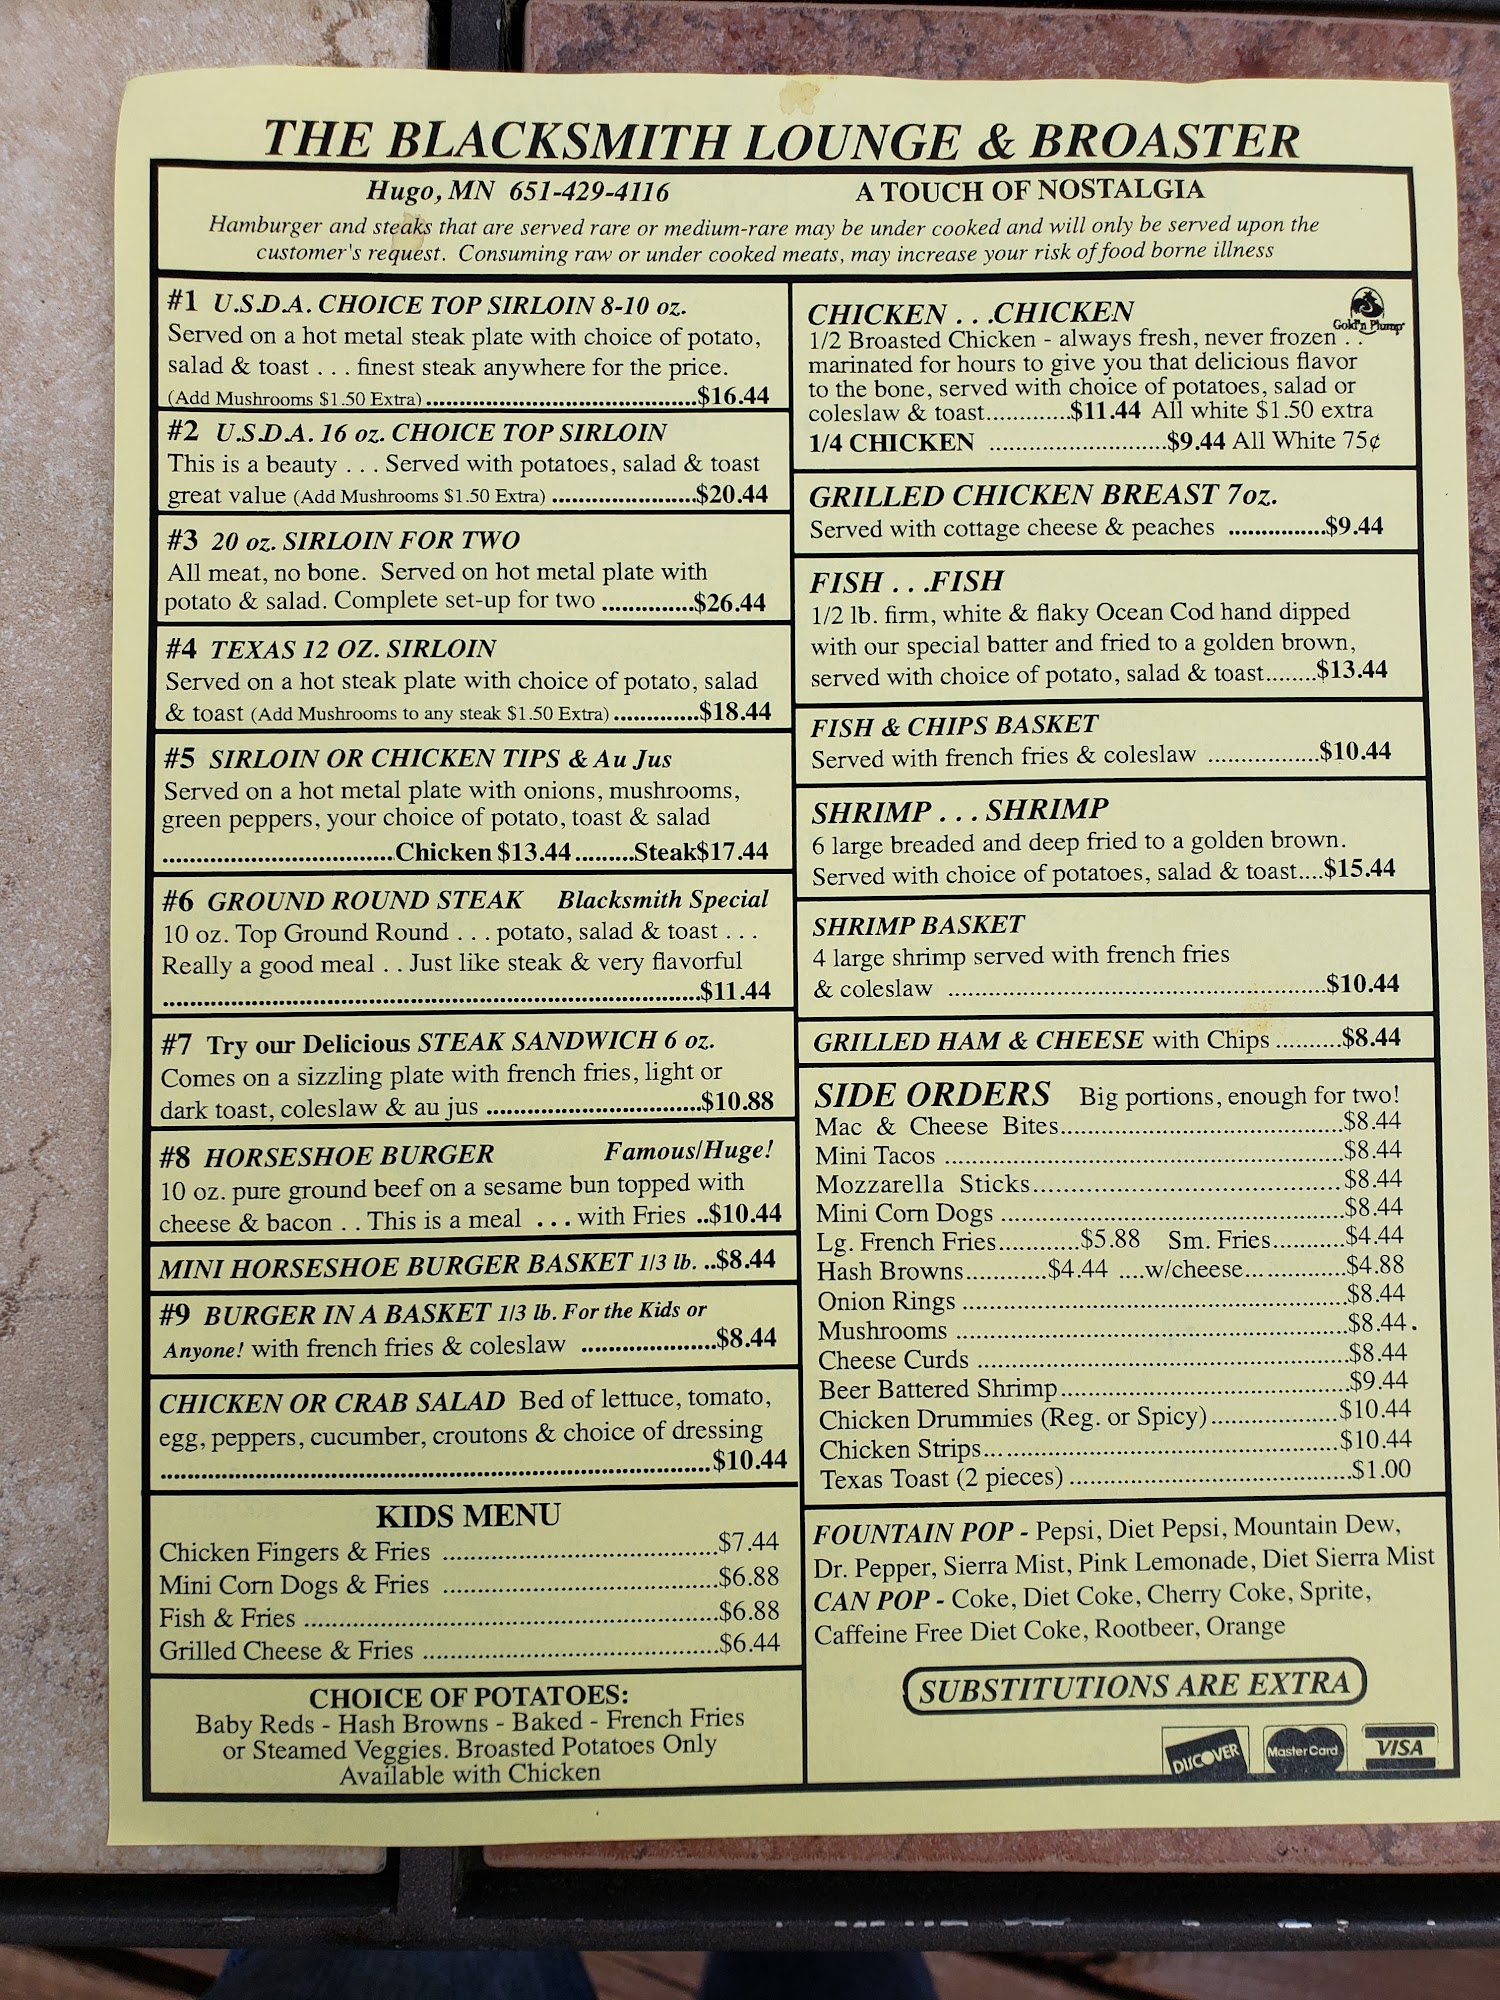 THE BLACKSMITH LOUNGE & BROASTER
Hugo, MN 651-429-4116
A TOUCH OF NOSTALGIA
Hamburger and steaks that are served rare or medium-rare may be under cooked and will only be served upon the
customer's request. Consuming raw or under cooked meats, may increase your risk of food borne illness
#1 U.S.D.A. CHOICE TOP SIRLOIN 8-10 oz.
Served on a hot metal steak plate with choice of potato,
salad & toast . . . finest steak anywhere for the price.
(Add Mushrooms $1.50 Extra) ........................................$16.44
#2 U.S.D.A. 16 oz. CHOICE TOP SIRLOIN
This is a beauty . . . Served with potatoes, salad & toast
great value (Add Mushrooms $1.50 Extra) .....................$20.44
#3 20 oz. SIRLOIN FOR TWO
All meat, no bone. Served on hot metal plate with
potato & salad. Complete set-up for two ..............$26.44
#4 TEXAS 12 OZ. SIRLOIN
Served on a hot steak plate with choice of potato, salad
& toast (Add Mushrooms to any steak $1.50 Extra) .............$18.44
#5 SIRLOIN OR CHICKEN TIPS & Au Jus
Served on a hot metal plate with onions, mushrooms,
green peppers, your choice of potato, toast & salad
..................................Chicken $13.44.........Steak$17.44
#6 GROUND ROUND STEAK Blacksmith Special
10 oz. Top Ground Round . . . potato, salad & toast . . .
Really a good meal . . Just like steak & very flavorful
................................................................................$11.44
#7 Try our Delicious STEAK SANDWICH 6 oz.
Comes on a sizzling plate with french fries, light or
dark toast, coleslaw & au jus ................................$10.88
#8 HORSESHOE BURGER Famous/Huge!
10 oz. pure ground beef on a sesame bun topped with
cheese & bacon . . This is a meal . . . with Fries ..$10.44
MINI HORSESHOE BURGER BASKET 1/3 lb. ..$8.44
#9 BURGER IN A BASKET 1/3 lb. For the Kids or
Anyone! with french fries & coleslaw ....................$8.44
CHICKEN OR CRAB SALAD Bed of lettuce, tomato,
egg, peppers, cucumber, croutons & choice of dressing
..................................................................................$10.44
KIDS MENU
Chicken Fingers & Fries .........................................$7.44
Mini Corn Dogs & Fries ..........................................$6.88
Fish & Fries ..............................................................$6.88
Grilled Cheese & Fries ............................................$6.44
CHOICE OF POTATOES:
Baby Reds - Hash Browns - Baked - French Fries
or Steamed Veggies. Broasted Potatoes Only
Available with Chicken
CHICKEN . . .CHICKEN
Gold'n Plump
1/2 Broasted Chicken - always fresh, never frozen . .
marinated for hours to give you that delicious flavor
to the bone, served with choice of potatoes, salad or
coleslaw & toast............$11.44 All white $1.50 extra
1/4 CHICKEN ..........................$9.44 All White 75¢
GRILLED CHICKEN BREAST 7oz.
Served with cottage cheese & peaches ...............$9.44
FISH . . .FISH
1/2 lb. firm, white & flaky Ocean Cod hand dipped
with our special batter and fried to a golden brown,
served with choice of potato, salad & toast........$13.44
FISH & CHIPS BASKET
Served with french fries & coleslaw .................$10.44
SHRIMP . . . SHRIMP
6 large breaded and deep fried to a golden brown.
Served with choice of potatoes, salad & toast....$15.44
SHRIMP BASKET
4 large shrimp served with french fries
& coleslaw .........................................................$10.44
GRILLED HAM & CHEESE with Chips ..........$8.44
SIDE ORDERS Big portions, enough for two!
Mac & Cheese Bites...........................................$8.44
Mini Tacos ............................................................$8.44
Mozzarella Sticks...............................................$8.44
Mini Corn Dogs ....................................................$8.44
Lg. French Fries............$5.88 Sm. Fries...........$4.44
Hash Browns............$4.44 ....w/cheese...............$4.88
Onion Rings ..........................................................$8.44
Mushrooms ...........................................................$8.44.
Cheese Curds ........................................................$8.44
Beer Battered Shrimp............................................$9.44
Chicken Drummies (Reg. or Spicy)...................$10.44
Chicken Strips.....................................................$10.44
Texas Toast (2 pieces) ...........................................$1.00
FOUNTAIN POP - Pepsi, Diet Pepsi, Mountain Dew,
Dr. Pepper, Sierra Mist, Pink Lemonade, Diet Sierra Mist
CAN POP - Coke, Diet Coke, Cherry Coke, Sprite,
Caffeine Free Diet Coke, Rootbeer, Orange
SUBSTITUTIONS ARE EXTRA
DISCOVER MasterCard VISA